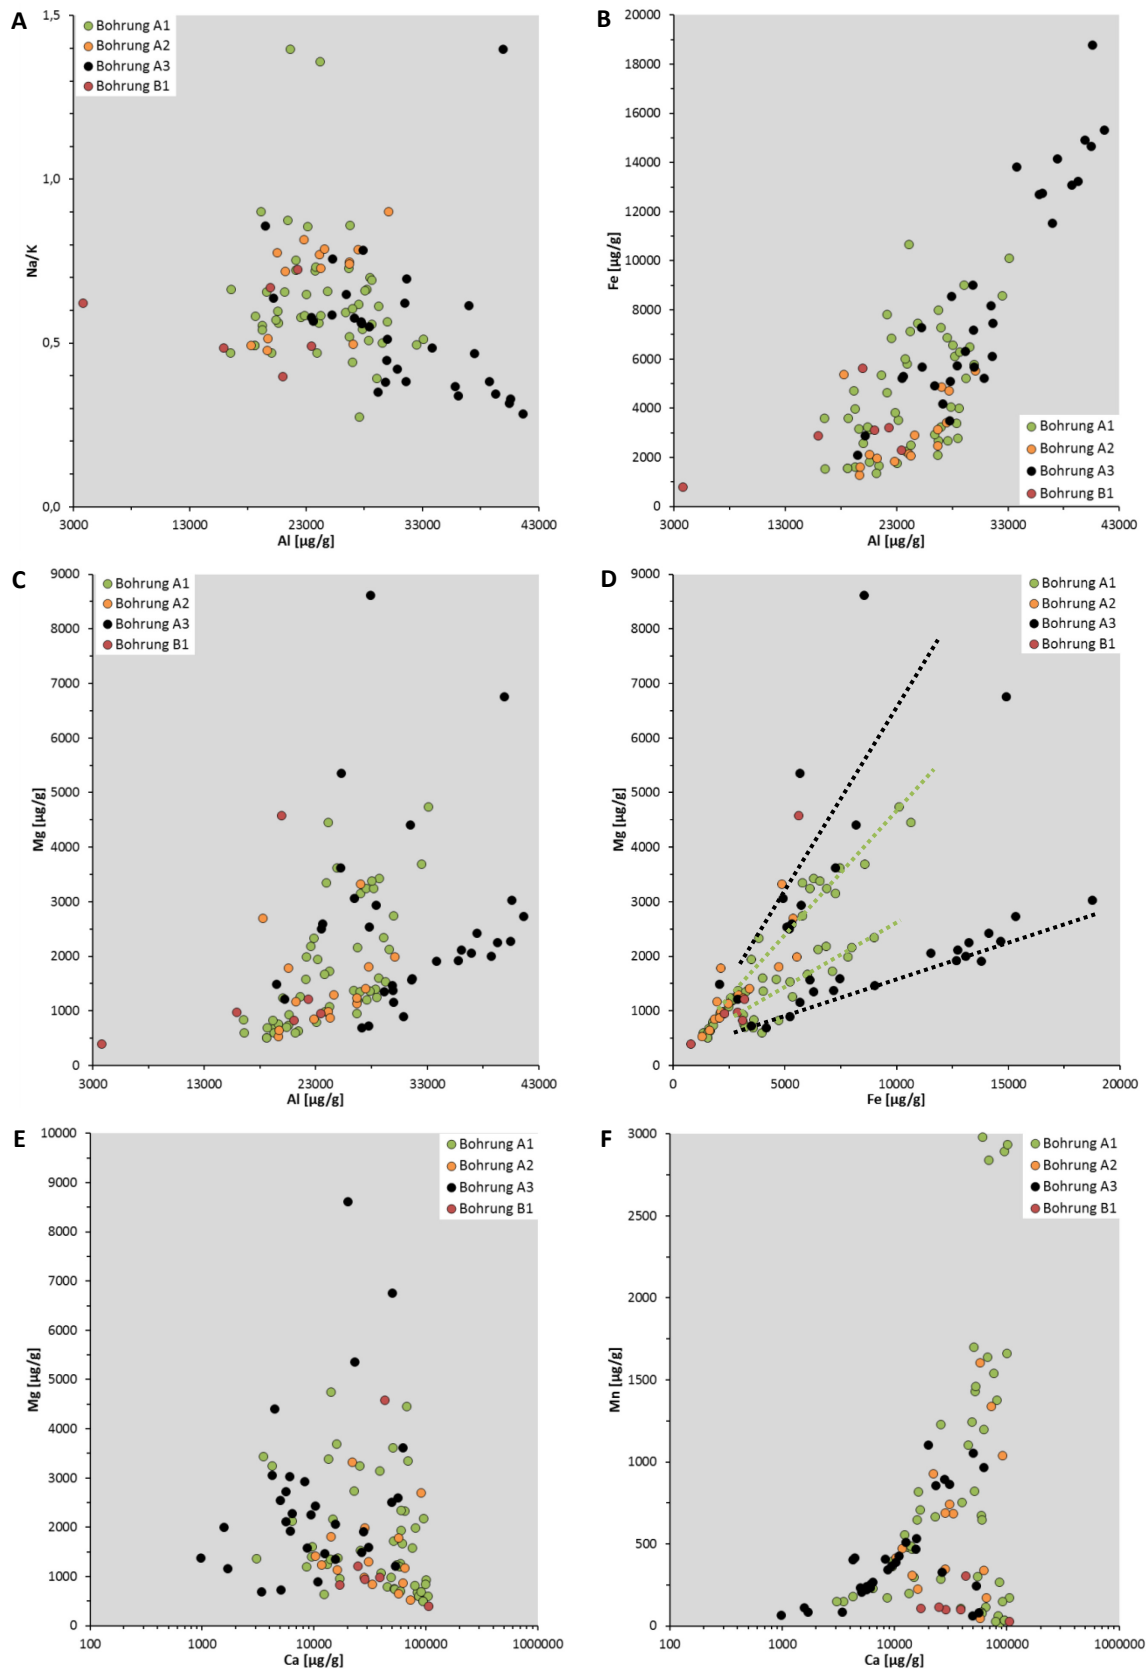 A
1,5
1,0
0,5
0,0
Na/K
3000 13000 23000 33000 43000
Al [µg/g]
Bohrung A1
Bohrung A2
Bohrung A3
Bohrung B1
B
20000
18000
16000
14000
12000
10000
8000
6000
4000
2000
0
Fe [µg/g]
3000 13000 23000 33000 43000
Al [µg/g]
Bohrung A1
Bohrung A2
Bohrung A3
Bohrung B1
C
9000
8000
7000
6000
5000
4000
3000
2000
1000
0
Mg [µg/g]
3000 13000 23000 33000 43000
Al [µg/g]
Bohrung A1
Bohrung A2
Bohrung A3
Bohrung B1
D
9000
8000
7000
6000
5000
4000
3000
2000
1000
0
Mg [µg/g]
0 5000 10000 15000 20000
Fe [µg/g]
Bohrung A1
Bohrung A2
Bohrung A3
Bohrung B1
E
10000
9000
8000
7000
6000
5000
4000
3000
2000
1000
0
Mg [µg/g]
100 1000 10000 100000 1000000
Ca [µg/g]
Bohrung A1
Bohrung A2
Bohrung A3
Bohrung B1
F
3000
2500
2000
1500
1000
500
0
Mn [µg/g]
100 1000 10000 100000 1000000
Ca [µg/g]
Bohrung A1
Bohrung A2
Bohrung A3
Bohrung B1